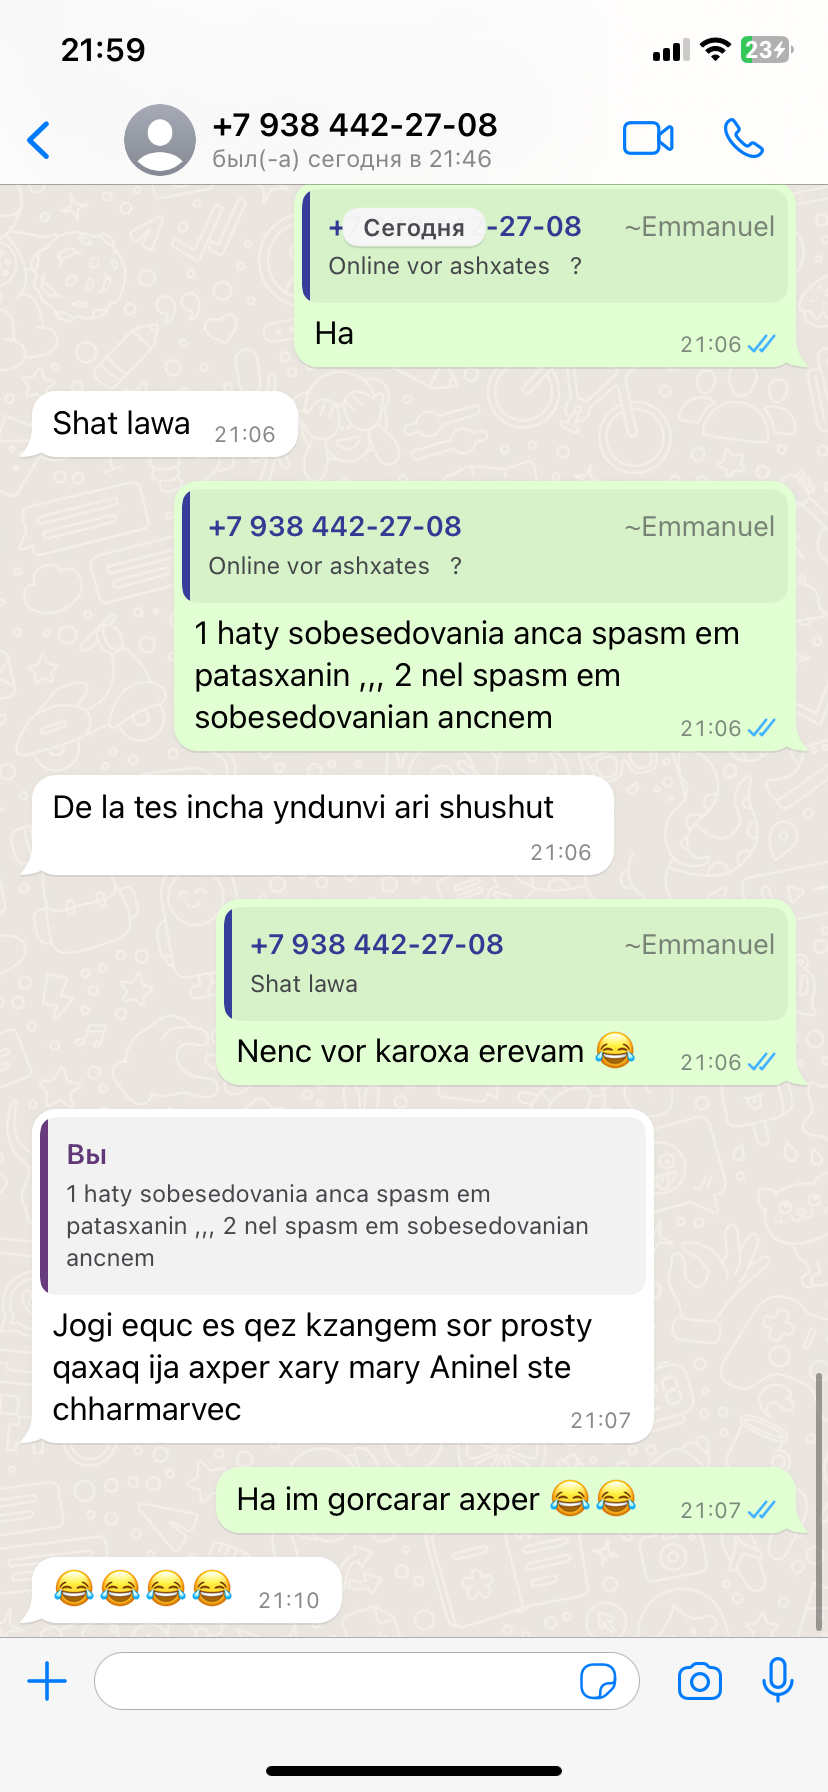 21:59
23
+7 938 442-27-08
был(-а) сегодня в 21:46
Сегодня
+ -27-08 ~Emmanuel
Online vor ashxates ?
Ha
21:06
Shat lawa 21:06
+7 938 442-27-08 ~Emmanuel
Online vor ashxates ?
1 haty sobesedovania anca spasm em
patasxanin ,,, 2 nel spasm em
sobesedovanian ancnem 21:06
De la tes incha yndunvi ari shushut
21:06
+7 938 442-27-08 ~Emmanuel
Shat lawa
Nenc vor karoxa erevam 😂 21:06
Вы
1 haty sobesedovania anca spasm em
patasxanin ,,, 2 nel spasm em sobesedovanian
ancnem
Jogi equc es qez kzangem sor prosty
qaxaq ija axper xary mary Aninel ste
chharmarvec 21:07
Ha im gorcarar axper 😂😂 21:07
😂😂😂😂 21:10